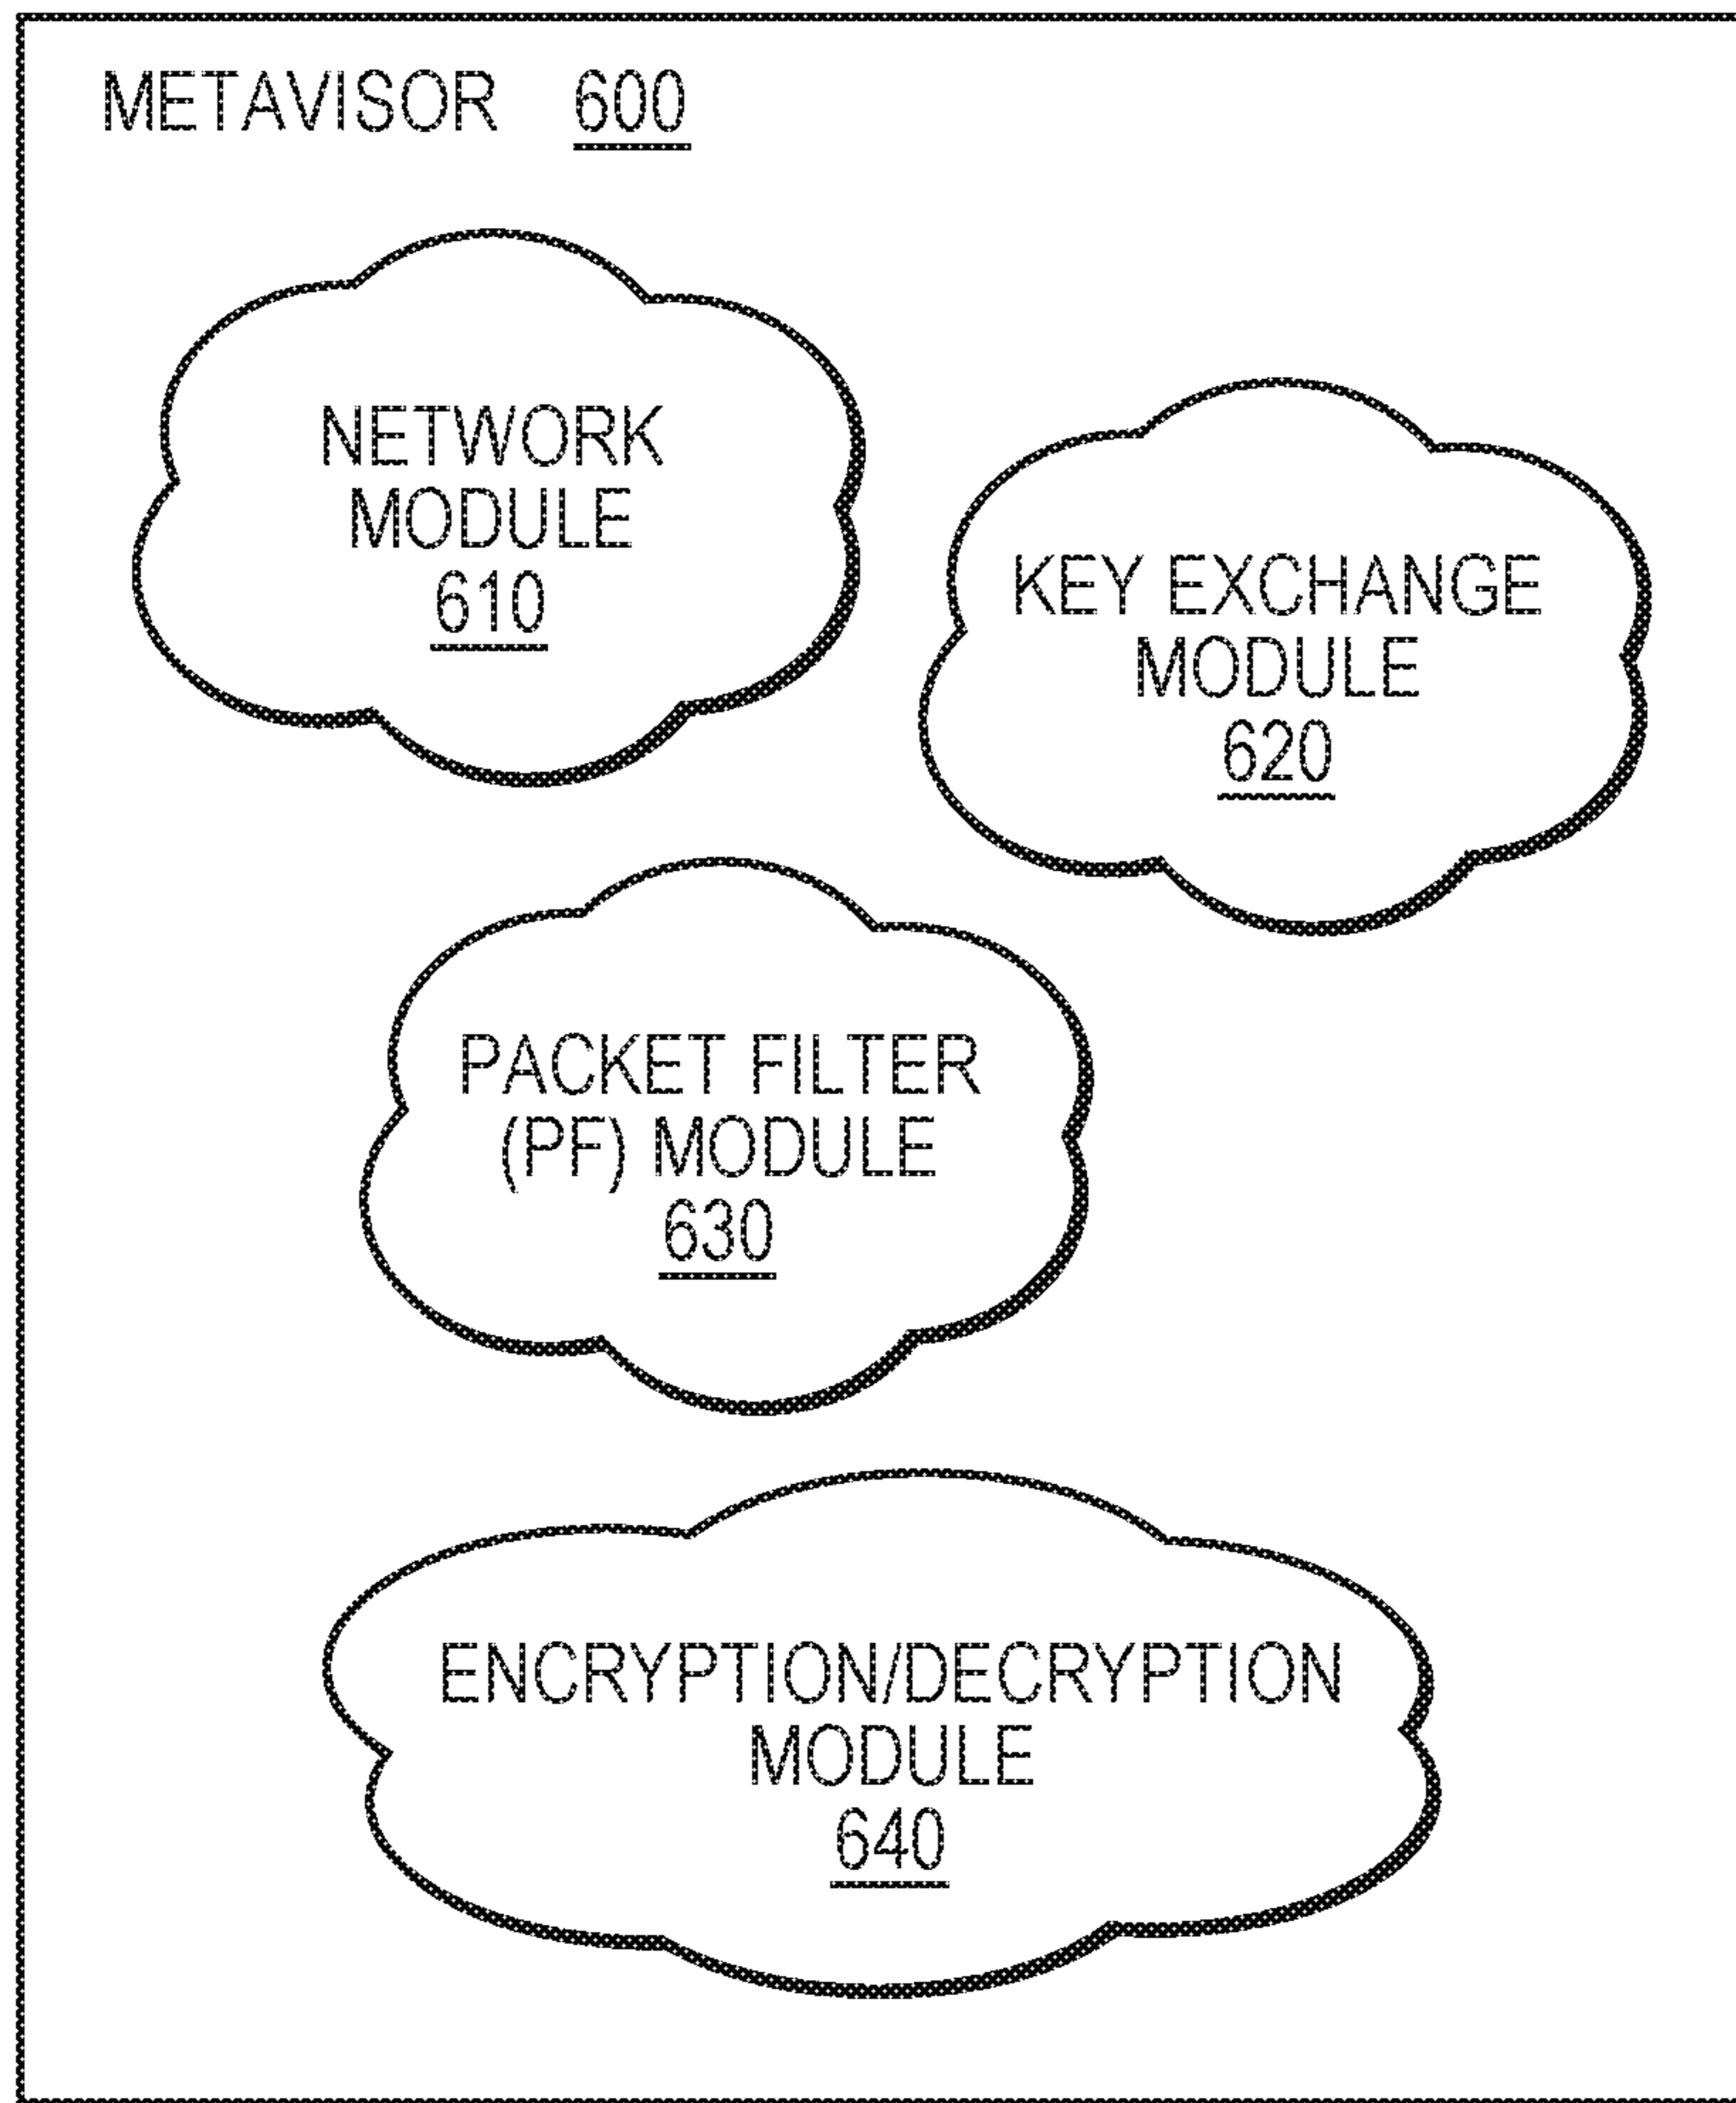 METAVISOR 600
NETWORK
MODULE
610
KEY EXCHANGE
MODULE
620
PACKET FILTER
(PF) MODULE
630
ENCRYPTION/DECRYPTION
MODULE
640